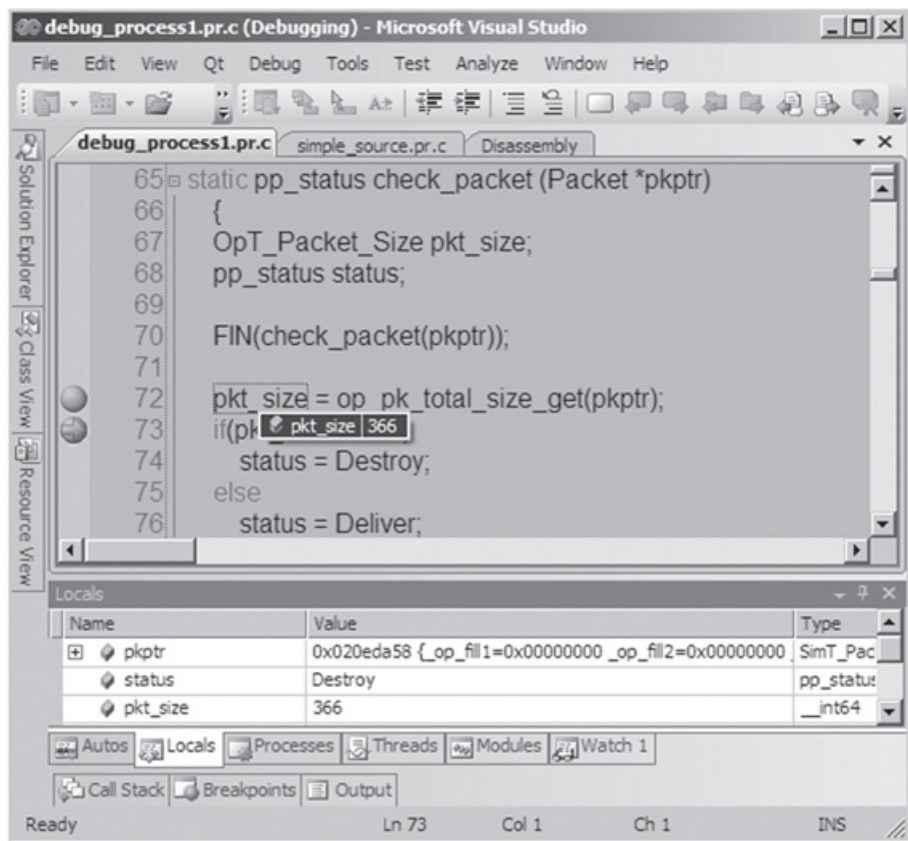 debug_process1.pr.c (Debugging) - Microsoft Visual Studio
File Edit View Qt Debug Tools Test Analyze Window Help
debug_process1.pr.c simple_source.pr.c Disassembly
Solution Explorer
Class View
Resource View
65 static pp_status check_packet (Packet *pkptr)
66 {
67 OpT_Packet_Size pkt_size;
68 pp_status status;
69
70 FIN(check_packet(pkptr));
71
72 pkt_size = op_pk_total_size_get(pkptr);
73 if(pk
pkt_size 366
74 status = Destroy;
75 else
76 status = Deliver;
Locals
Name Value Type
pkptr 0x020eda58 {_op_fill1=0x00000000 _op_fill2=0x00000000 SimT_Pac
status Destroy pp_status
pkt_size 366 __int64
Autos Locals Processes Threads Modules Watch 1
Call Stack Breakpoints Output
Ready Ln 73 Col 1 Ch 1 INS